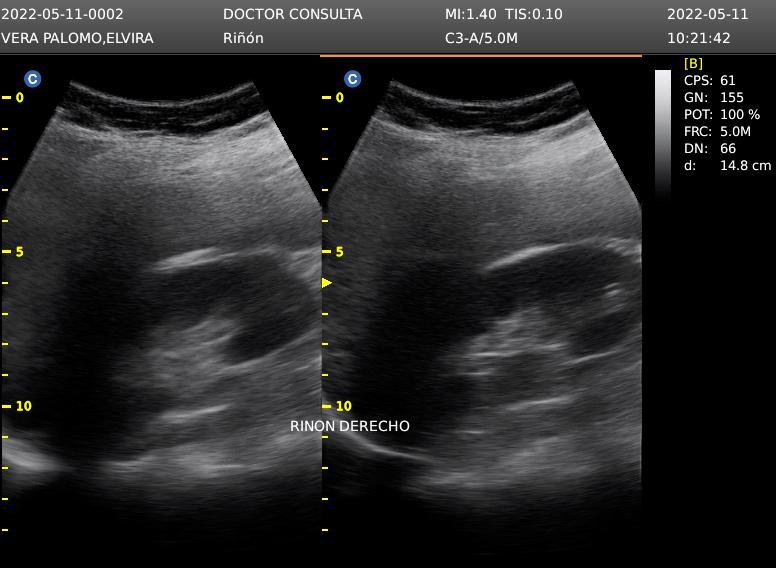 2022-05-11-0002 DOCTOR CONSULTA MI:1.40 TIS:0.10 2022-05-11
VERA PALOMO,ELVIRA Riñón C3-A/5.0M 10:21:42
[B]
C C
0 0
CPS: 61
GN: 155
POT: 100 %
FRC: 5.0M
DN: 66
d: 14.8 cm
5 5
10 10
RINON DERECHO